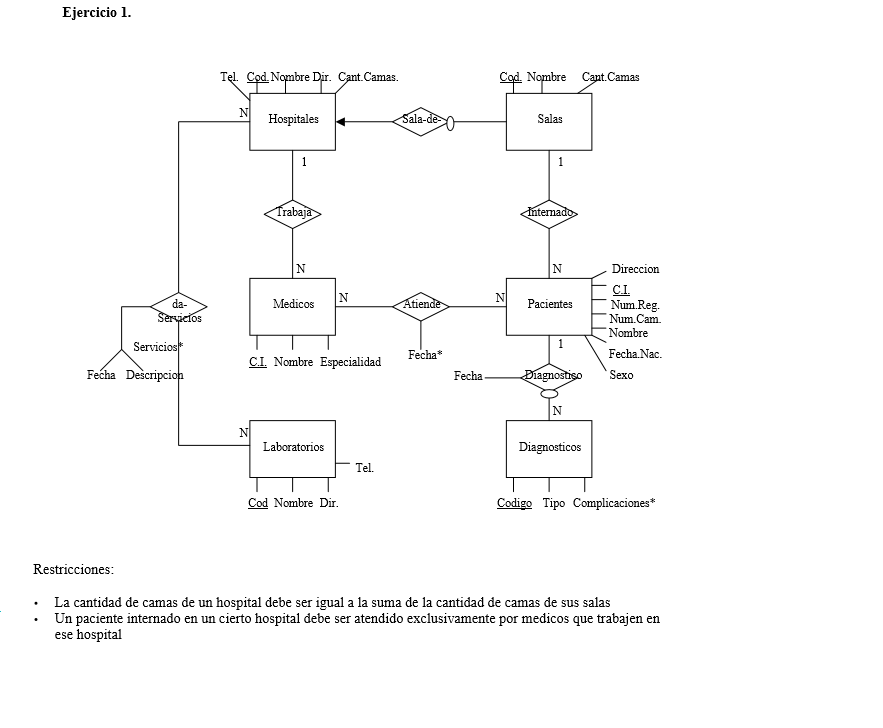 Ejercicio 1.
Tel. Cod. Nombre Dir. Cant.Camas.
Cod. Nombre Cant.Camas
N
Hospitales
Sala-de-
Salas
1
1
Trabaja
Internado
N
N
Direccion
C.I.
Num.Reg.
Num.Cam.
Nombre
Fecha.Nac.
Sexo
da-
Servicios
Medicos
N
Atiende
N
Pacientes
Servicios*
Fecha Descripcion
C.I. Nombre Especialidad
Fecha*
1
Fecha
Diagnostico
N
N
Laboratorios
Tel.
Diagnosticos
Cod Nombre Dir.
Codigo Tipo Complicaciones*
Restricciones:
• La cantidad de camas de un hospital debe ser igual a la suma de la cantidad de camas de sus salas
• Un paciente internado en un cierto hospital debe ser atendido exclusivamente por medicos que trabajen en
ese hospital